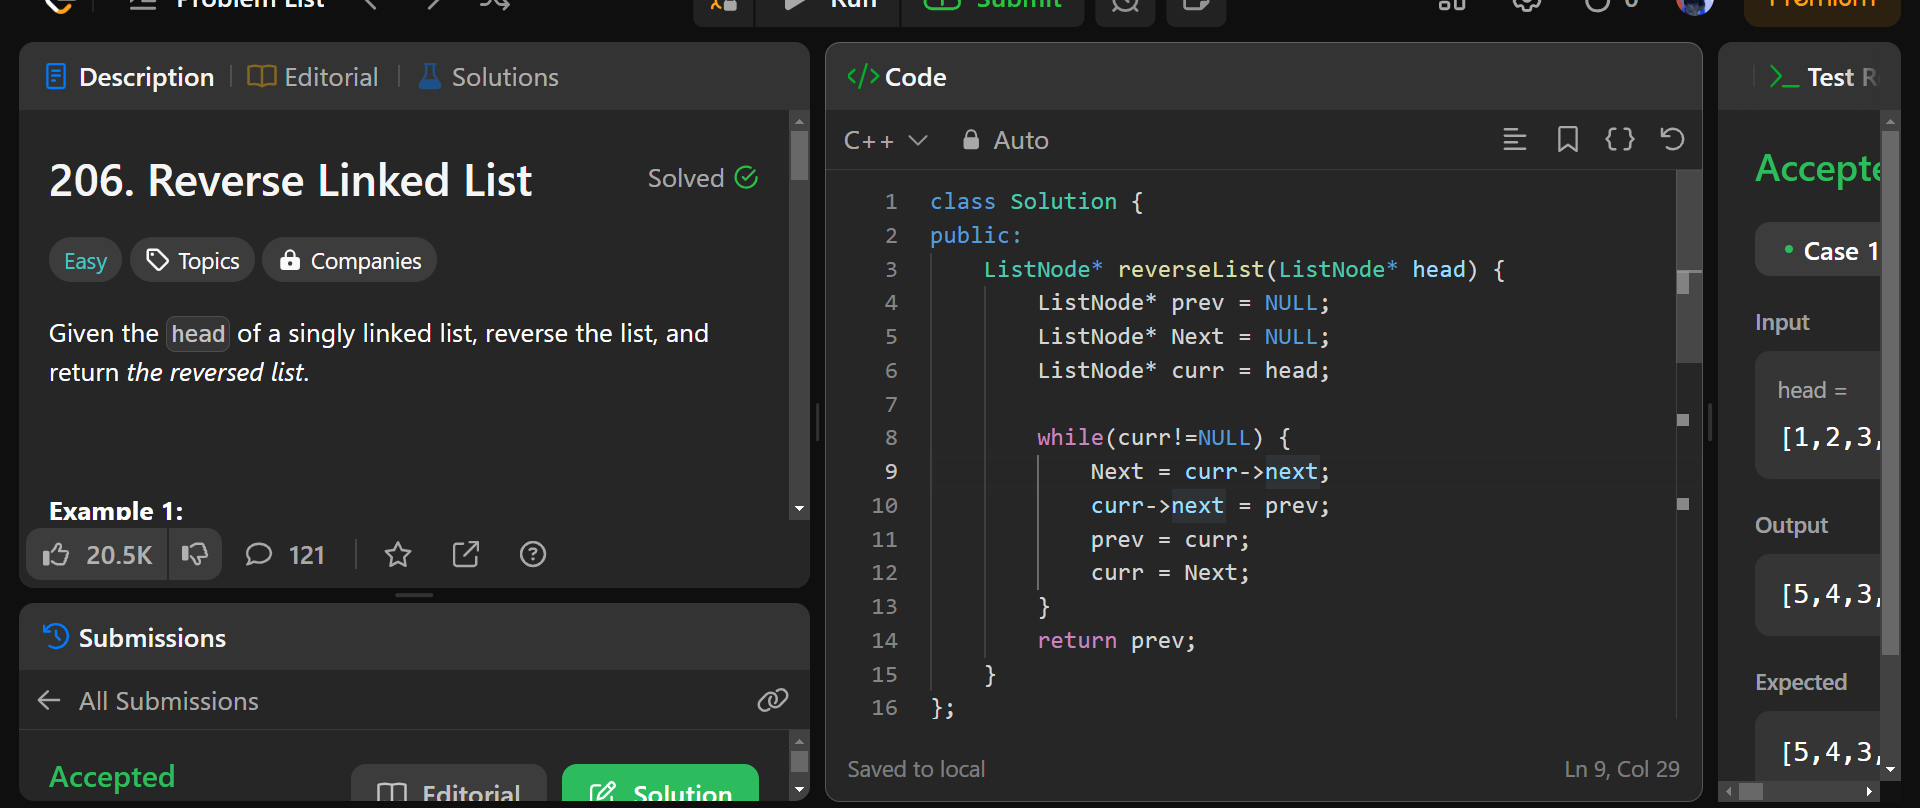 Problem List
Run
Submit
0
Premium
Description
Editorial
Solutions
206. Reverse Linked List
Solved
Easy
Topics
Companies
Given the head of a singly linked list, reverse the list, and
return the reversed list.
Example 1:
20.5K
121
Submissions
All Submissions
Accepted
Editorial
Solution
</> Code
C++
Auto
1 class Solution {
2 public:
3 ListNode* reverseList(ListNode* head) {
4 ListNode* prev = NULL;
5 ListNode* Next = NULL;
6 ListNode* curr = head;
7
8 while(curr!=NULL) {
9 Next = curr->next;
10 curr->next = prev;
11 prev = curr;
12 curr = Next;
13 }
14 return prev;
15 }
16 };
Saved to local
Ln 9, Col 29
>_ Test R
Accepte
Case 1
Input
head =
[1,2,3,
Output
[5,4,3,
Expected
[5,4,3,